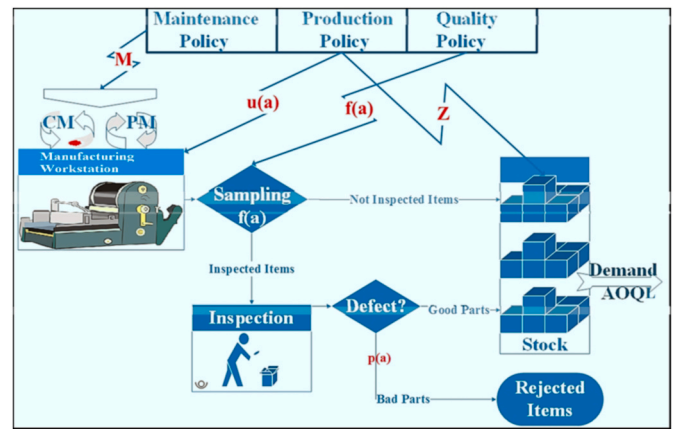 Maintenance
Policy
Production
Policy
Quality
Policy
M
u(a)
f(a)
Z
CM
PM
Manufacturing
Workstation
Sampling
f(a)
Not Inspected Items
Inspected Items
Inspection
Defect?
Good Parts
p(a)
Bad Parts
Demand
AOQL
Stock
Rejected
Items